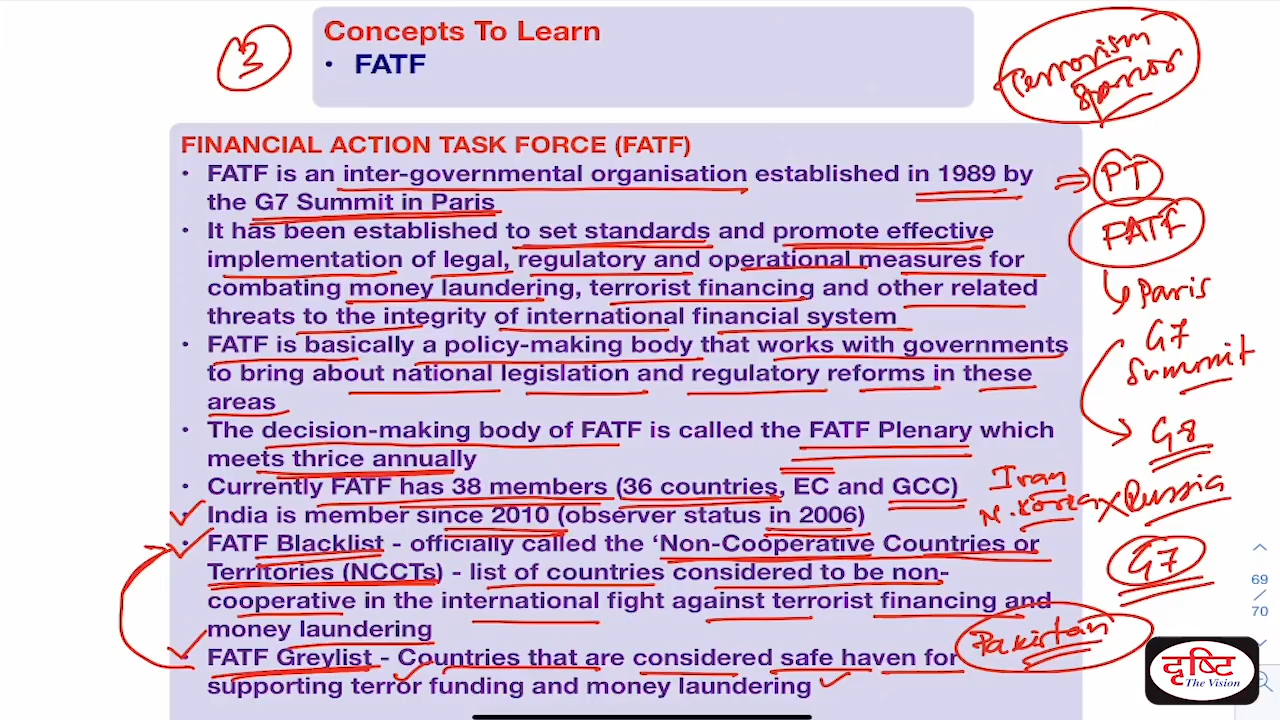 3
Concepts To Learn
• FATF
Terrorism
Sponsor
FINANCIAL ACTION TASK FORCE (FATF)
• FATF is an inter-governmental organisation established in 1989 by
the G7 Summit in Paris
• It has been established to set standards and promote effective
implementation of legal, regulatory and operational measures for
combating money laundering, terrorist financing and other related
threats to the integrity of international financial system
• FATF is basically a policy-making body that works with governments
to bring about national legislation and regulatory reforms in these
areas
• The decision-making body of FATF is called the FATF Plenary which
meets thrice annually
• Currently FATF has 38 members (36 countries, EC and GCC)
• India is member since 2010 (observer status in 2006)
• FATF Blacklist - officially called the ‘Non-Cooperative Countries or
Territories (NCCTs) - list of countries considered to be non-
cooperative in the international fight against terrorist financing and
money laundering
• FATF Greylist - Countries that are considered safe haven for
supporting terror funding and money laundering
PT
FATF
Paris
G7
Summit
G8
Iran
N. Korea
Russia
G7
Pakistan
69
/
70
दृष्टि
The Vision